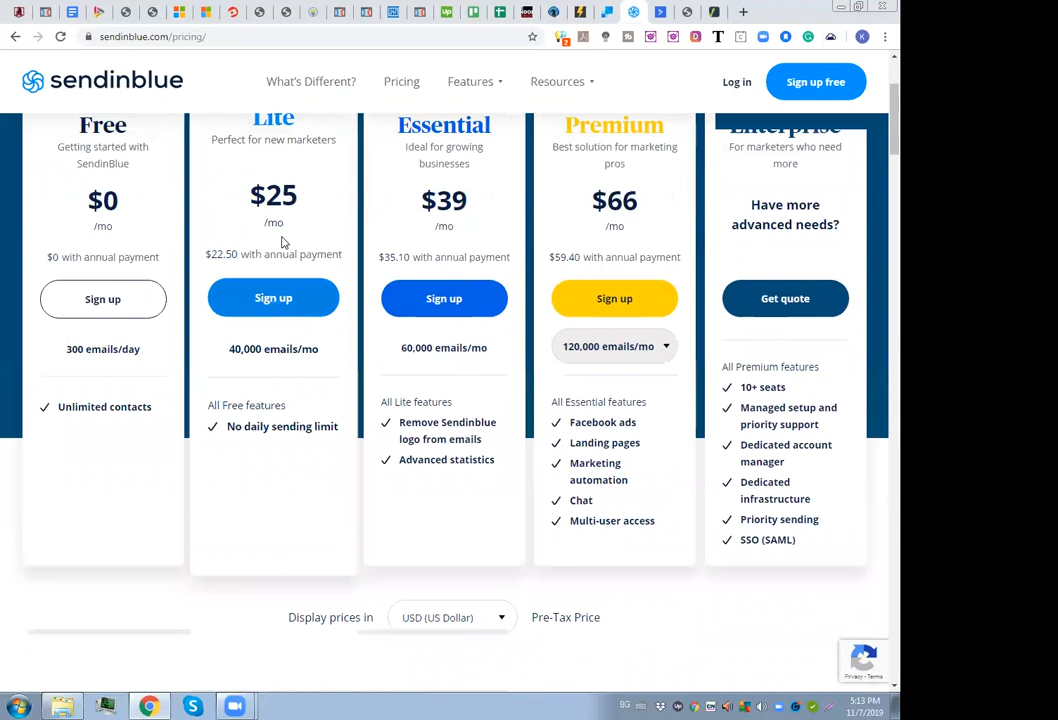 sendinblue.com/pricing/
2
K
sendinblue
What's Different?
Pricing
Features
Resources
Log in
Sign up free
Free
Getting started with
SendinBlue
$0
/mo
$0 with annual payment
Sign up
300 emails/day
Unlimited contacts
Lite
Perfect for new marketers
$25
/mo
$22.50 with annual payment
Sign up
40,000 emails/mo
All Free features
No daily sending limit
Essential
Ideal for growing
businesses
$39
/mo
$35.10 with annual payment
Sign up
60,000 emails/mo
All Lite features
Remove Sendinblue
logo from emails
Advanced statistics
Premium
Best solution for marketing
pros
$66
/mo
$59.40 with annual payment
Sign up
120,000 emails/mo
All Essential features
Facebook ads
Landing pages
Marketing
automation
Chat
Multi-user access
Enterprise
For marketers who need
more
Have more
advanced needs?
Get quote
All Premium features
10+ seats
Managed setup and
priority support
Dedicated account
manager
Dedicated
infrastructure
Priority sending
SSO (SAML)
Display prices in
USD (US Dollar)
Pre-Tax Price
Privacy - Terms
BG
5:13 PM
11/7/2019